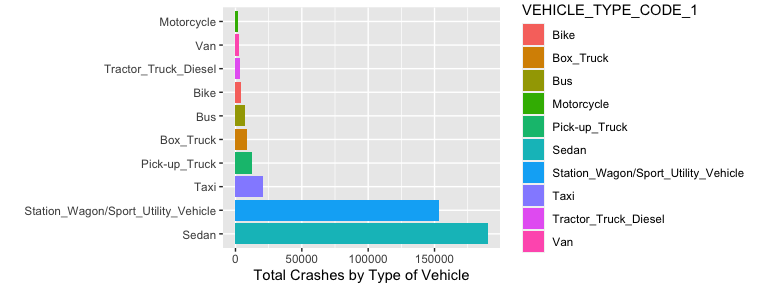 Motorcycle
Van
Tractor_Truck_Diesel
Bike
Bus
Box_Truck
Pick-up_Truck
Taxi
Station_Wagon/Sport_Utility_Vehicle
Sedan
0 50000 100000 150000
Total Crashes by Type of Vehicle
VEHICLE_TYPE_CODE_1
Bike
Box_Truck
Bus
Motorcycle
Pick-up_Truck
Sedan
Station_Wagon/Sport_Utility_Vehicle
Taxi
Tractor_Truck_Diesel
Van